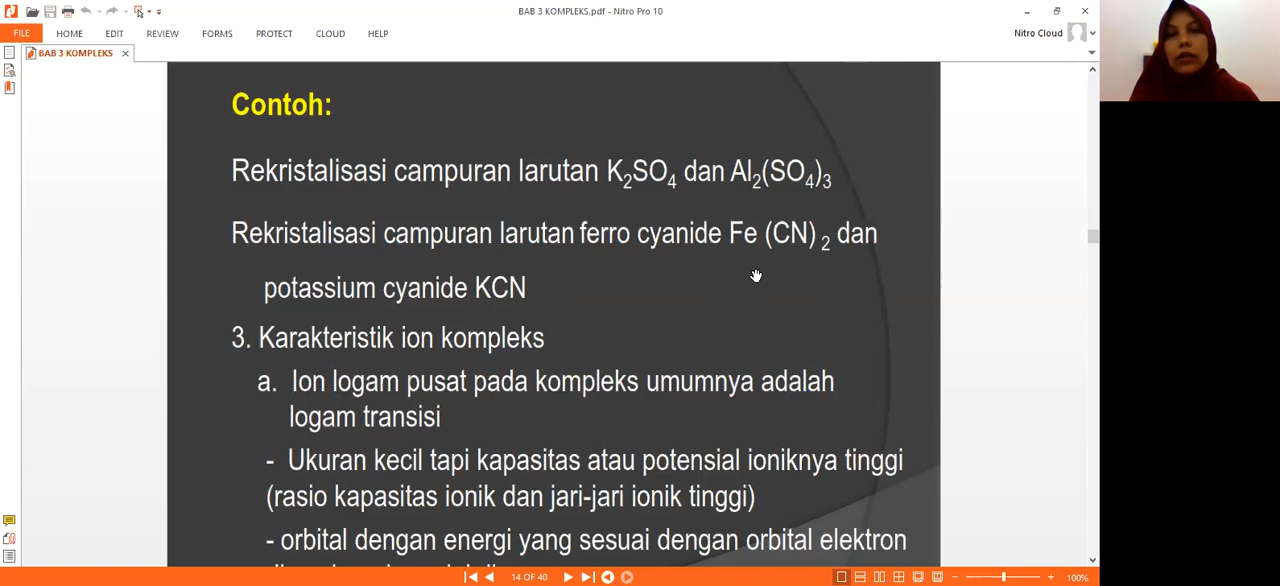 BAB 3 KOMPLEKS.pdf - Nitro Pro 10
FILE HOME EDIT REVIEW FORMS PROTECT CLOUD HELP
Nitro Cloud
BAB 3 KOMPLEKS
Contoh:
Rekristalisasi campuran larutan K₂SO₄ dan Al₂(SO₄)₃
Rekristalisasi campuran larutan ferro cyanide Fe (CN) ₂ dan
potassium cyanide KCN
3. Karakteristik ion kompleks
a. Ion logam pusat pada kompleks umumnya adalah
logam transisi
- Ukuran kecil tapi kapasitas atau potensial ioniknya tinggi
(rasio kapasitas ionik dan jari-jari ionik tinggi)
- orbital dengan energi yang sesuai dengan orbital elektron
14 OF 40
100%